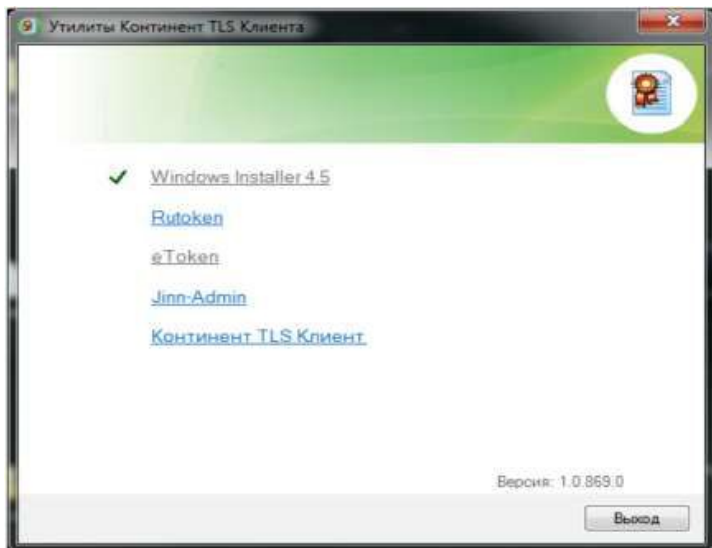 Утилиты Континент TLS Клиента
Windows Installer 4.5
Rutoken
eToken
Jinn-Admin
Континент TLS Клиент
Версия: 1.0.869.0
Выход